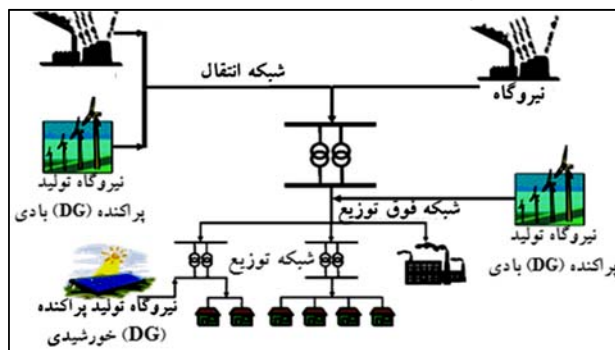 شبکه انتقال
نیروگاه
نیروگاه تولید
پراکنده (DG) بادی
شبکه فوق توزیع
نیروگاه تولید
پراکنده (DG) بادی
شبکه توزیع
نیروگاه تولید پراکنده
(DG) خورشیدی